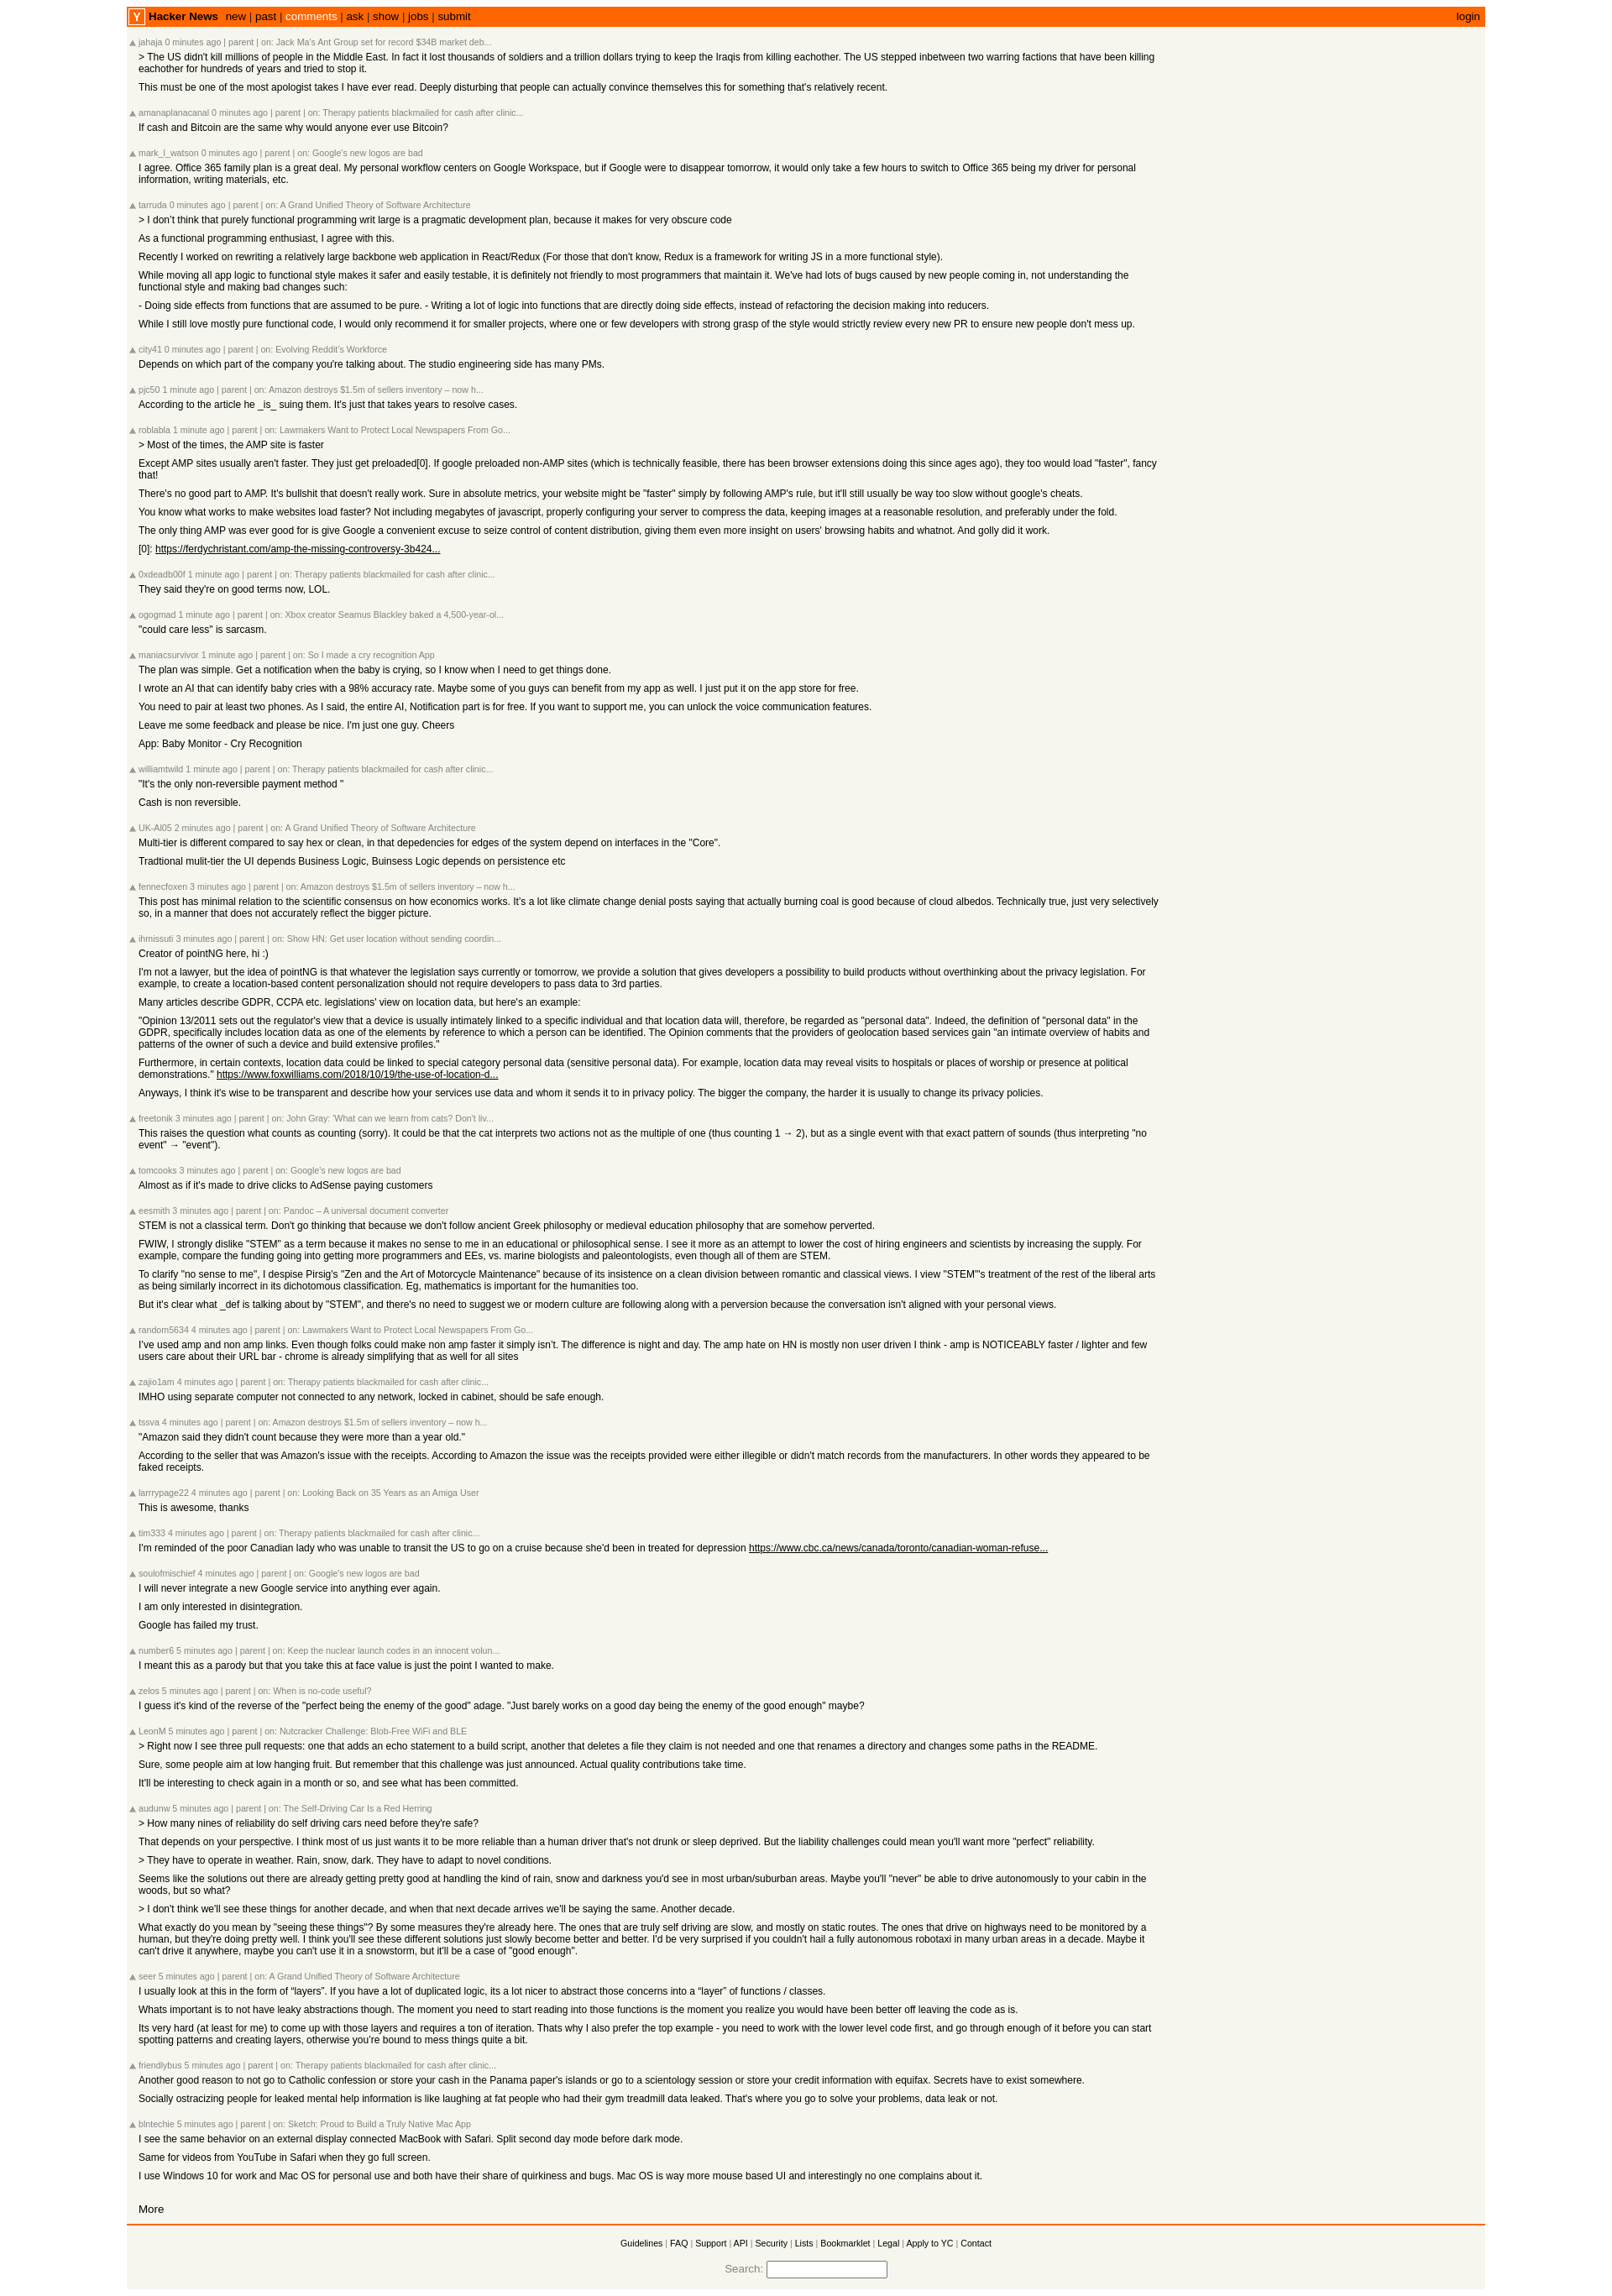 Y Hacker News new | past | comments | ask | show | jobs | submit login
jahaja 0 minutes ago | parent | on: Jack Ma's Ant Group set for record $34B market deb...
> The US didn't kill millions of people in the Middle East. In fact it lost thousands of soldiers and a trillion dollars trying to keep the Iraqis from killing eachother. The US stepped inbetween two warring factions that have been killing
eachother for hundreds of years and tried to stop it.
This must be one of the most apologist takes I have ever read. Deeply disturbing that people can actually convince themselves this for something that's relatively recent.
amanaplanacanal 0 minutes ago | parent | on: Therapy patients blackmailed for cash after clinic...
If cash and Bitcoin are the same why would anyone ever use Bitcoin?
mark_l_watson 0 minutes ago | parent | on: Google's new logos are bad
I agree. Office 365 family plan is a great deal. My personal workflow centers on Google Workspace, but if Google were to disappear tomorrow, it would only take a few hours to switch to Office 365 being my driver for personal
information, writing materials, etc.
tarruda 0 minutes ago | parent | on: A Grand Unified Theory of Software Architecture
> I don't think that purely functional programming writ large is a pragmatic development plan, because it makes for very obscure code
As a functional programming enthusiast, I agree with this.
Recently I worked on rewriting a relatively large backbone web application in React/Redux (For those that don't know, Redux is a framework for writing JS in a more functional style).
While moving all app logic to functional style makes it safer and easily testable, it is definitely not friendly to most programmers that maintain it. We've had lots of bugs caused by new people coming in, not understanding the
functional style and making bad changes such:
- Doing side effects from functions that are assumed to be pure. - Writing a lot of logic into functions that are directly doing side effects, instead of refactoring the decision making into reducers.
While I still love mostly pure functional code, I would only recommend it for smaller projects, where one or few developers with strong grasp of the style would strictly review every new PR to ensure new people don't mess up.
city41 0 minutes ago | parent | on: Evolving Reddit's Workforce
Depends on which part of the company you're talking about. The studio engineering side has many PMs.
pjc50 1 minute ago | parent | on: Amazon destroys $1.5m of sellers inventory – now h...
According to the article he _is_ suing them. It's just that takes years to resolve cases.
roblabla 1 minute ago | parent | on: Lawmakers Want to Protect Local Newspapers From Go...
> Most of the times, the AMP site is faster
Except AMP sites usually aren't faster. They just get preloaded[0]. If google preloaded non-AMP sites (which is technically feasible, there has been browser extensions doing this since ages ago), they too would load "faster", fancy
that!
There's no good part to AMP. It's bullshit that doesn't really work. Sure in absolute metrics, your website might be "faster" simply by following AMP's rule, but it'll still usually be way too slow without google's cheats.
You know what works to make websites load faster? Not including megabytes of javascript, properly configuring your server to compress the data, keeping images at a reasonable resolution, and preferably under the fold.
The only thing AMP was ever good for is give Google a convenient excuse to seize control of content distribution, giving them even more insight on users' browsing habits and whatnot. And golly did it work.
[0]: https://ferdychristant.com/amp-the-missing-controversy-3b424...
0xdeadb00f 1 minute ago | parent | on: Therapy patients blackmailed for cash after clinic...
They said they're on good terms now, LOL.
ogogmad 1 minute ago | parent | on: Xbox creator Seamus Blackley baked a 4,500-year-ol...
"could care less" is sarcasm.
maniacsurvivor 1 minute ago | parent | on: So I made a cry recognition App
The plan was simple. Get a notification when the baby is crying, so I know when I need to get things done.
I wrote an AI that can identify baby cries with a 98% accuracy rate. Maybe some of you guys can benefit from my app as well. I just put it on the app store for free.
You need to pair at least two phones. As I said, the entire AI, Notification part is for free. If you want to support me, you can unlock the voice communication features.
Leave me some feedback and please be nice. I'm just one guy. Cheers
App: Baby Monitor - Cry Recognition
williamtwild 1 minute ago | parent | on: Therapy patients blackmailed for cash after clinic...
"It's the only non-reversible payment method "
Cash is non reversible.
UK-Al05 2 minutes ago | parent | on: A Grand Unified Theory of Software Architecture
Multi-tier is different compared to say hex or clean, in that depedencies for edges of the system depend on interfaces in the "Core".
Tradtional mulit-tier the UI depends Business Logic, Buinsess Logic depends on persistence etc
fennecfoxen 3 minutes ago | parent | on: Amazon destroys $1.5m of sellers inventory – now h...
This post has minimal relation to the scientific consensus on how economics works. It's a lot like climate change denial posts saying that actually burning coal is good because of cloud albedos. Technically true, just very selectively
so, in a manner that does not accurately reflect the bigger picture.
ihmissuti 3 minutes ago | parent | on: Show HN: Get user location without sending coordin...
Creator of pointNG here, hi :)
I'm not a lawyer, but the idea of pointNG is that whatever the legislation says currently or tomorrow, we provide a solution that gives developers a possibility to build products without overthinking about the privacy legislation. For
example, to create a location-based content personalization should not require developers to pass data to 3rd parties.
Many articles describe GDPR, CCPA etc. legislations' view on location data, but here's an example:
"Opinion 13/2011 sets out the regulator's view that a device is usually intimately linked to a specific individual and that location data will, therefore, be regarded as "personal data". Indeed, the definition of "personal data" in the
GDPR, specifically includes location data as one of the elements by reference to which a person can be identified. The Opinion comments that the providers of geolocation based services gain "an intimate overview of habits and
patterns of the owner of such a device and build extensive profiles."
Furthermore, in certain contexts, location data could be linked to special category personal data (sensitive personal data). For example, location data may reveal visits to hospitals or places of worship or presence at political
demonstrations." https://www.foxwilliams.com/2018/10/19/the-use-of-location-d...
Anyways, I think it's wise to be transparent and describe how your services use data and whom it sends it to in privacy policy. The bigger the company, the harder it is usually to change its privacy policies.
freetonik 3 minutes ago | parent | on: John Gray: 'What can we learn from cats? Don't liv...
This raises the question what counts as counting (sorry). It could be that the cat interprets two actions not as the multiple of one (thus counting 1 → 2), but as a single event with that exact pattern of sounds (thus interpreting "no
event" → "event").
tomcooks 3 minutes ago | parent | on: Google's new logos are bad
Almost as if it's made to drive clicks to AdSense paying customers
eesmith 3 minutes ago | parent | on: Pandoc – A universal document converter
STEM is not a classical term. Don't go thinking that because we don't follow ancient Greek philosophy or medieval education philosophy that are somehow perverted.
FWIW, I strongly dislike "STEM" as a term because it makes no sense to me in an educational or philosophical sense. I see it more as an attempt to lower the cost of hiring engineers and scientists by increasing the supply. For
example, compare the funding going into getting more programmers and EEs, vs. marine biologists and paleontologists, even though all of them are STEM.
To clarify "no sense to me", I despise Pirsig's "Zen and the Art of Motorcycle Maintenance" because of its insistence on a clean division between romantic and classical views. I view "STEM"'s treatment of the rest of the liberal arts
as being similarly incorrect in its dichotomous classification. Eg, mathematics is important for the humanities too.
But it's clear what _def is talking about by "STEM", and there's no need to suggest we or modern culture are following along with a perversion because the conversation isn't aligned with your personal views.
random5634 4 minutes ago | parent | on: Lawmakers Want to Protect Local Newspapers From Go...
I've used amp and non amp links. Even though folks could make non amp faster it simply isn't. The difference is night and day. The amp hate on HN is mostly non user driven I think - amp is NOTICEABLY faster / lighter and few
users care about their URL bar - chrome is already simplifying that as well for all sites
zajio1am 4 minutes ago | parent | on: Therapy patients blackmailed for cash after clinic...
IMHO using separate computer not connected to any network, locked in cabinet, should be safe enough.
tssva 4 minutes ago | parent | on: Amazon destroys $1.5m of sellers inventory – now h...
"Amazon said they didn't count because they were more than a year old."
According to the seller that was Amazon's issue with the receipts. According to Amazon the issue was the receipts provided were either illegible or didn't match records from the manufacturers. In other words they appeared to be
faked receipts.
larrrypage22 4 minutes ago | parent | on: Looking Back on 35 Years as an Amiga User
This is awesome, thanks
tim333 4 minutes ago | parent | on: Therapy patients blackmailed for cash after clinic...
I'm reminded of the poor Canadian lady who was unable to transit the US to go on a cruise because she'd been in treated for depression https://www.cbc.ca/news/canada/toronto/canadian-woman-refuse...
soulofmischief 4 minutes ago | parent | on: Google's new logos are bad
I will never integrate a new Google service into anything ever again.
I am only interested in disintegration.
Google has failed my trust.
number6 5 minutes ago | parent | on: Keep the nuclear launch codes in an innocent volun...
I meant this as a parody but that you take this at face value is just the point I wanted to make.
zelos 5 minutes ago | parent | on: When is no-code useful?
I guess it's kind of the reverse of the "perfect being the enemy of the good" adage. "Just barely works on a good day being the enemy of the good enough" maybe?
LeonM 5 minutes ago | parent | on: Nutcracker Challenge: Blob-Free WiFi and BLE
> Right now I see three pull requests: one that adds an echo statement to a build script, another that deletes a file they claim is not needed and one that renames a directory and changes some paths in the README.
Sure, some people aim at low hanging fruit. But remember that this challenge was just announced. Actual quality contributions take time.
It'll be interesting to check again in a month or so, and see what has been committed.
audunw 5 minutes ago | parent | on: The Self-Driving Car Is a Red Herring
> How many nines of reliability do self driving cars need before they're safe?
That depends on your perspective. I think most of us just wants it to be more reliable than a human driver that's not drunk or sleep deprived. But the liability challenges could mean you'll want more "perfect" reliability.
> They have to operate in weather. Rain, snow, dark. They have to adapt to novel conditions.
Seems like the solutions out there are already getting pretty good at handling the kind of rain, snow and darkness you'd see in most urban/suburban areas. Maybe you'll "never" be able to drive autonomously to your cabin in the
woods, but so what?
> I don't think we'll see these things for another decade, and when that next decade arrives we'll be saying the same. Another decade.
What exactly do you mean by "seeing these things"? By some measures they're already here. The ones that are truly self driving are slow, and mostly on static routes. The ones that drive on highways need to be monitored by a
human, but they're doing pretty well. I think you'll see these different solutions just slowly become better and better. I'd be very surprised if you couldn't hail a fully autonomous robotaxi in many urban areas in a decade. Maybe it
can't drive it anywhere, maybe you can't use it in a snowstorm, but it'll be a case of "good enough".
seer 5 minutes ago | parent | on: A Grand Unified Theory of Software Architecture
I usually look at this in the form of “layers”. If you have a lot of duplicated logic, its a lot nicer to abstract those concerns into a “layer” of functions / classes.
Whats important is to not have leaky abstractions though. The moment you need to start reading into those functions is the moment you realize you would have been better off leaving the code as is.
Its very hard (at least for me) to come up with those layers and requires a ton of iteration. Thats why I also prefer the top example - you need to work with the lower level code first, and go through enough of it before you can start
spotting patterns and creating layers, otherwise you're bound to mess things quite a bit.
friendlybus 5 minutes ago | parent | on: Therapy patients blackmailed for cash after clinic...
Another good reason to not go to Catholic confession or store your cash in the Panama paper's islands or go to a scientology session or store your credit information with equifax. Secrets have to exist somewhere.
Socially ostracizing people for leaked mental help information is like laughing at fat people who had their gym treadmill data leaked. That's where you go to solve your problems, data leak or not.
blntechie 5 minutes ago | parent | on: Sketch: Proud to Build a Truly Native Mac App
I see the same behavior on an external display connected MacBook with Safari. Split second day mode before dark mode.
Same for videos from YouTube in Safari when they go full screen.
I use Windows 10 for work and Mac OS for personal use and both have their share of quirkiness and bugs. Mac OS is way more mouse based UI and interestingly no one complains about it.
More
Guidelines | FAQ | Support | API | Security | Lists | Bookmarklet | Legal | Apply to YC | Contact
Search: